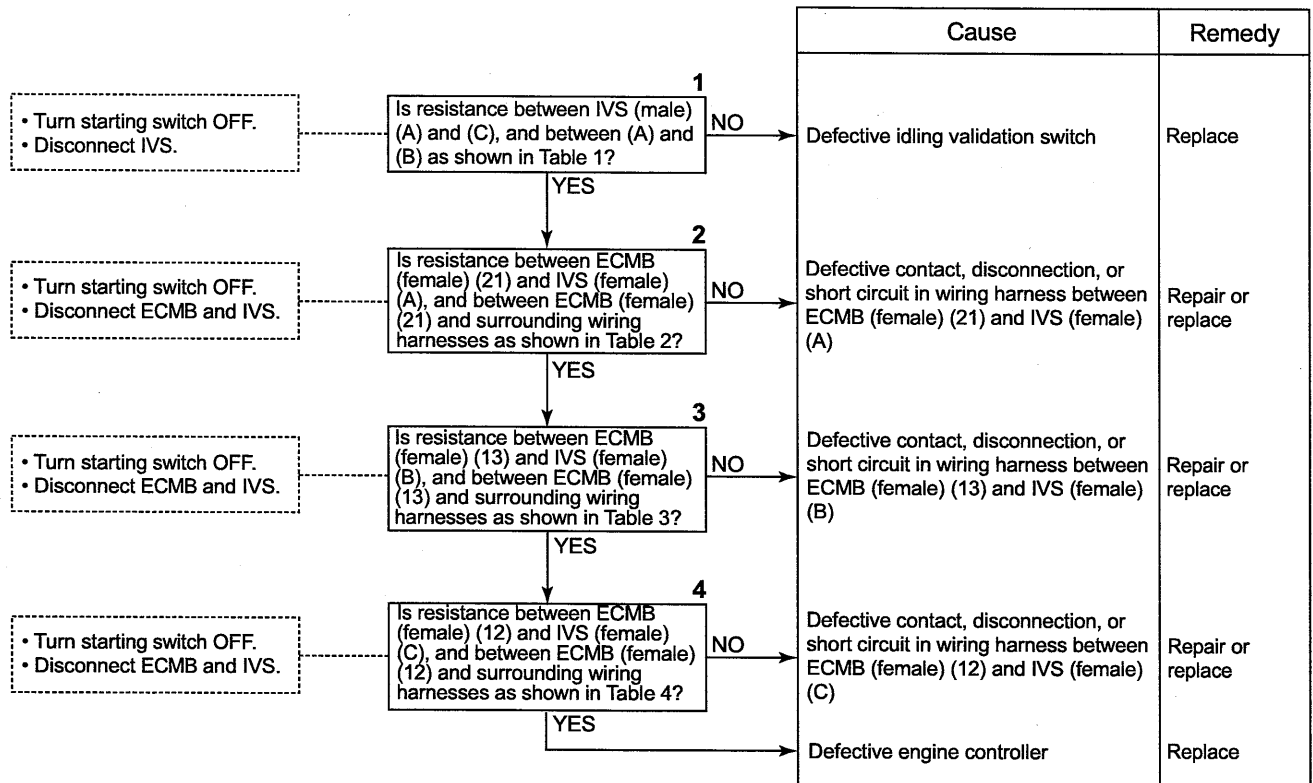 Cause
Remedy
1
• Turn starting switch OFF.
• Disconnect IVS.
Is resistance between IVS (male)
(A) and (C), and between (A) and
(B) as shown in Table 1?
NO
Defective idling validation switch
Replace
YES
2
• Turn starting switch OFF.
• Disconnect ECMB and IVS.
Is resistance between ECMB
(female) (21) and IVS (female)
(A), and between ECMB (female)
(21) and surrounding wiring
harnesses as shown in Table 2?
NO
Defective contact, disconnection, or
short circuit in wiring harness between
ECMB (female) (21) and IVS (female)
(A)
Repair or
replace
YES
3
• Turn starting switch OFF.
• Disconnect ECMB and IVS.
Is resistance between ECMB
(female) (13) and IVS (female)
(B), and between ECMB (female)
(13) and surrounding wiring
harnesses as shown in Table 3?
NO
Defective contact, disconnection, or
short circuit in wiring harness between
ECMB (female) (13) and IVS (female)
(B)
Repair or
replace
YES
4
• Turn starting switch OFF.
• Disconnect ECMB and IVS.
Is resistance between ECMB
(female) (12) and IVS (female)
(C), and between ECMB (female)
(12) and surrounding wiring
harnesses as shown in Table 4?
NO
Defective contact, disconnection, or
short circuit in wiring harness between
ECMB (female) (12) and IVS (female)
(C)
Repair or
replace
YES
Defective engine controller
Replace